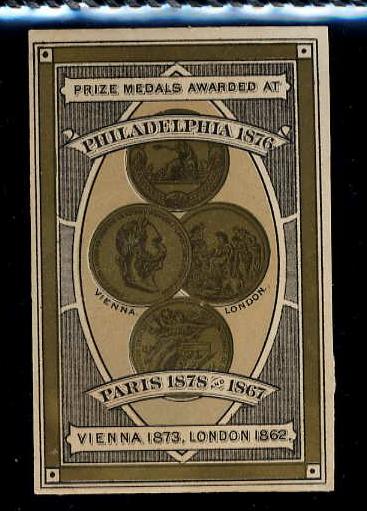 PRIZE MEDALS AWARDED AT
PHILADELPHIA 1876
VIENNA.
LONDON.
PARIS 1878 AND 1867
VIENNA 1873, LONDON 1862.